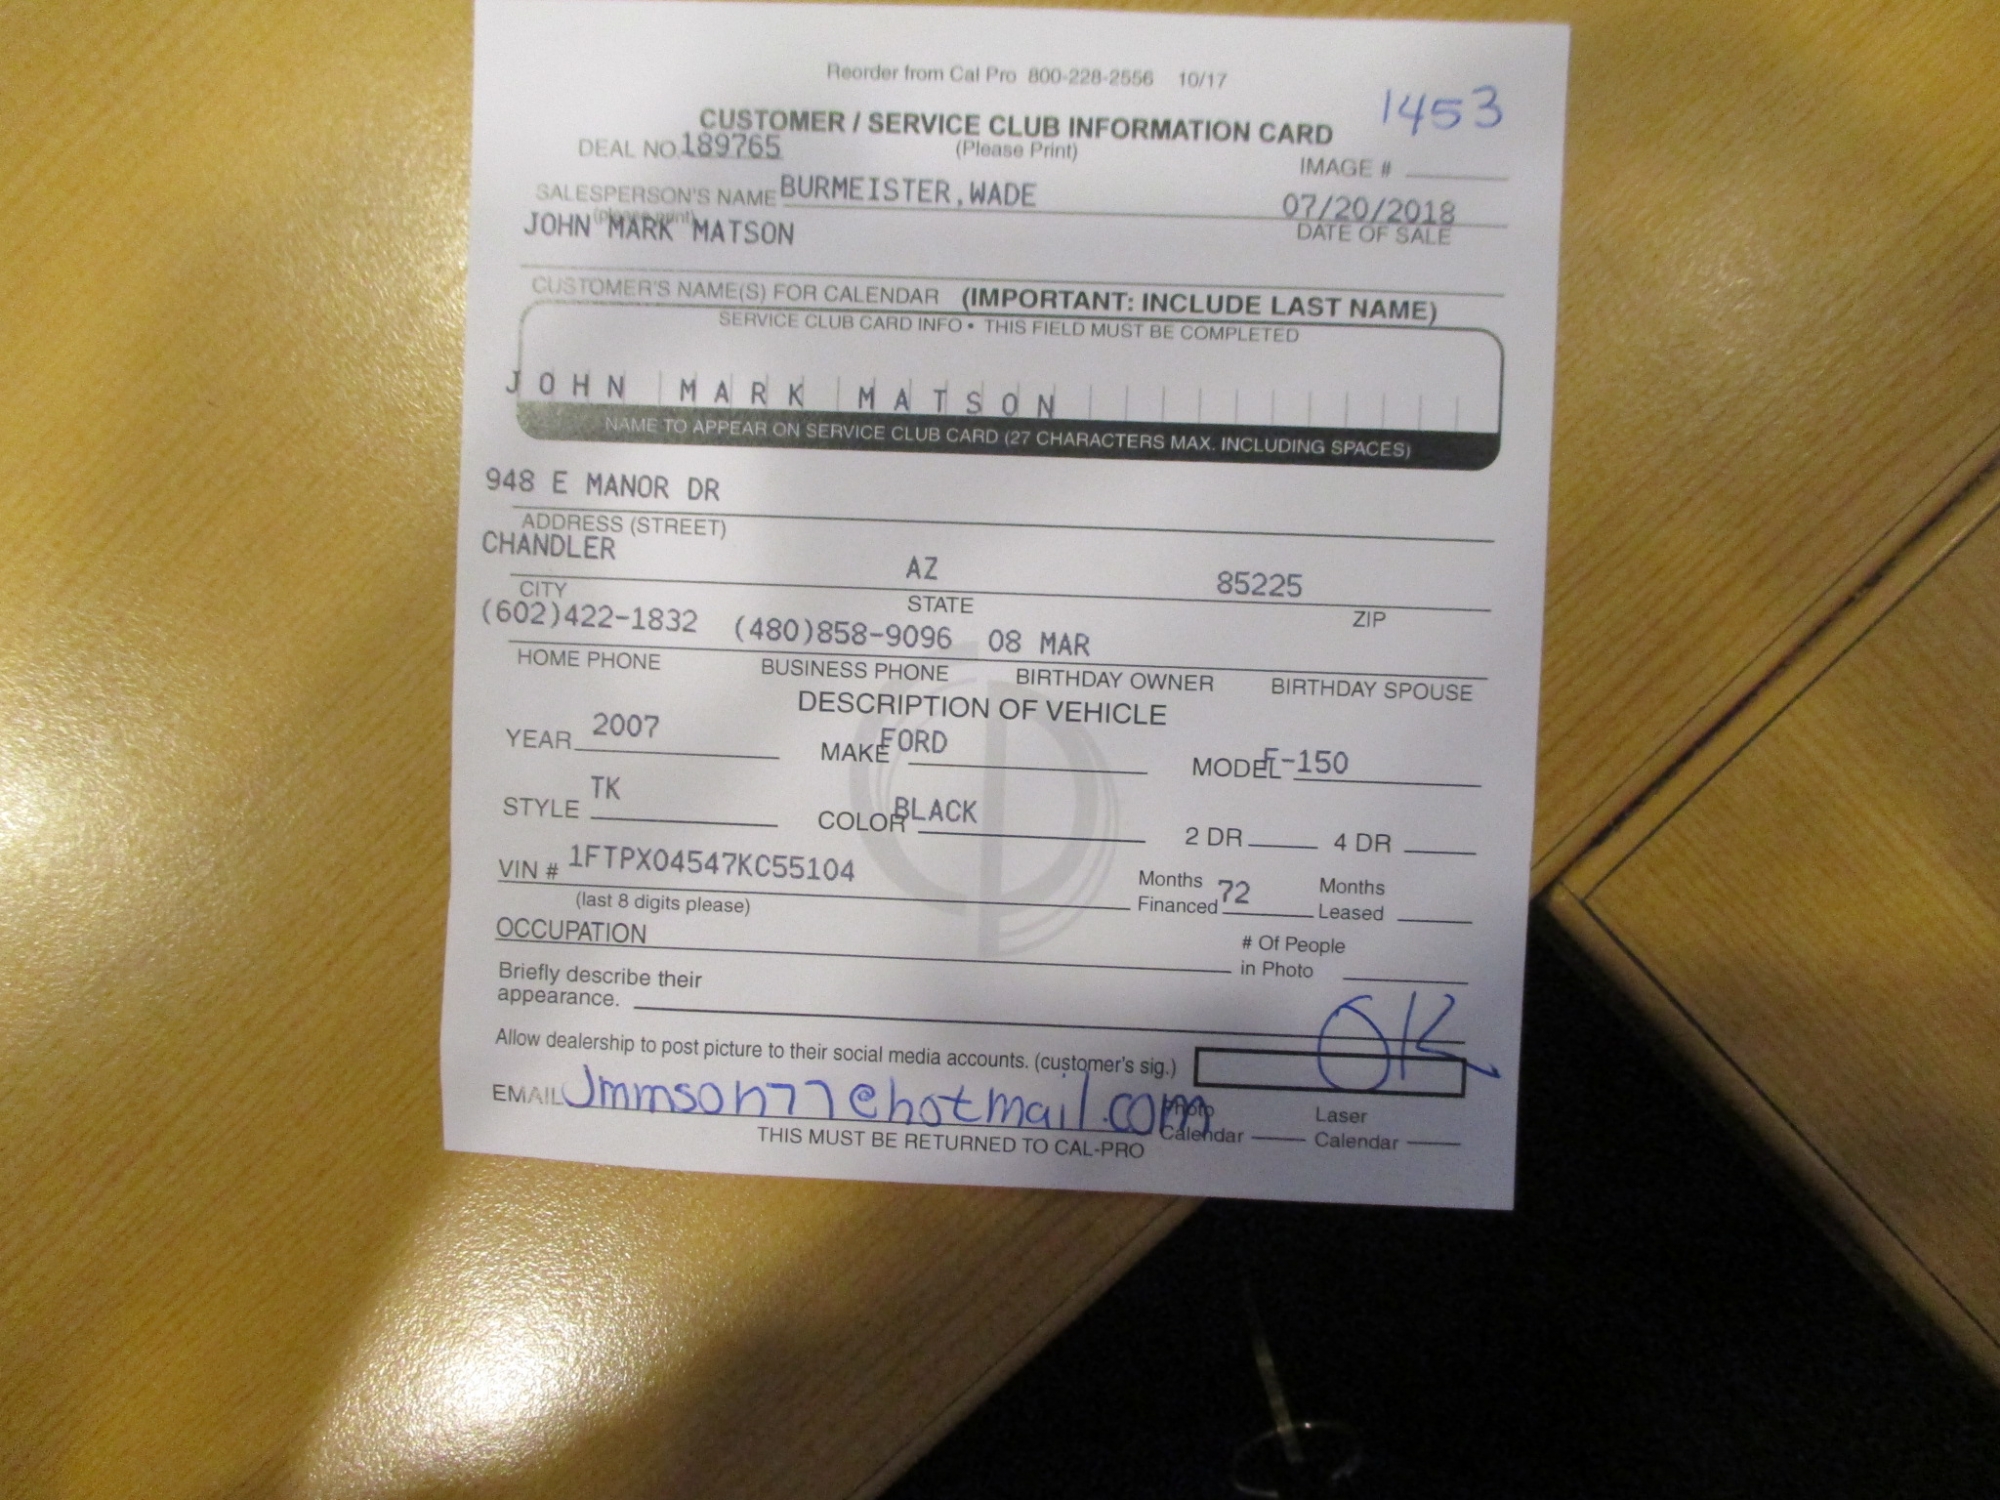 Reorder from Cal Pro 800-228-2556 10/17
1453
CUSTOMER / SERVICE CLUB INFORMATION CARD
DEAL NO. 189765 (Please Print) IMAGE #
SALESPERSON'S NAME BURMEISTER,WADE 07/20/2018
(please print) DATE OF SALE
JOHN MARK MATSON
CUSTOMER'S NAME(S) FOR CALENDAR (IMPORTANT: INCLUDE LAST NAME)
SERVICE CLUB CARD INFO • THIS FIELD MUST BE COMPLETED
JOHN MARK MATSON
NAME TO APPEAR ON SERVICE CLUB CARD (27 CHARACTERS MAX. INCLUDING SPACES)
948 E MANOR DR
ADDRESS (STREET)
CHANDLER AZ 85225
CITY STATE ZIP
(602)422-1832 (480)858-9096 08 MAR
HOME PHONE BUSINESS PHONE BIRTHDAY OWNER BIRTHDAY SPOUSE
DESCRIPTION OF VEHICLE
YEAR 2007 MAKE FORD MODEL F-150
STYLE TK COLOR BLACK 2 DR 4 DR
VIN # 1FTPX04547KC55104 Months Financed 72 Months Leased
(last 8 digits please)
OCCUPATION # Of People in Photo
Briefly describe their
appearance.
OK
Allow dealership to post picture to their social media accounts. (customer's sig.)
EMAIL Jmmson77@hotmail.com Photo Calendar Laser Calendar
THIS MUST BE RETURNED TO CAL-PRO